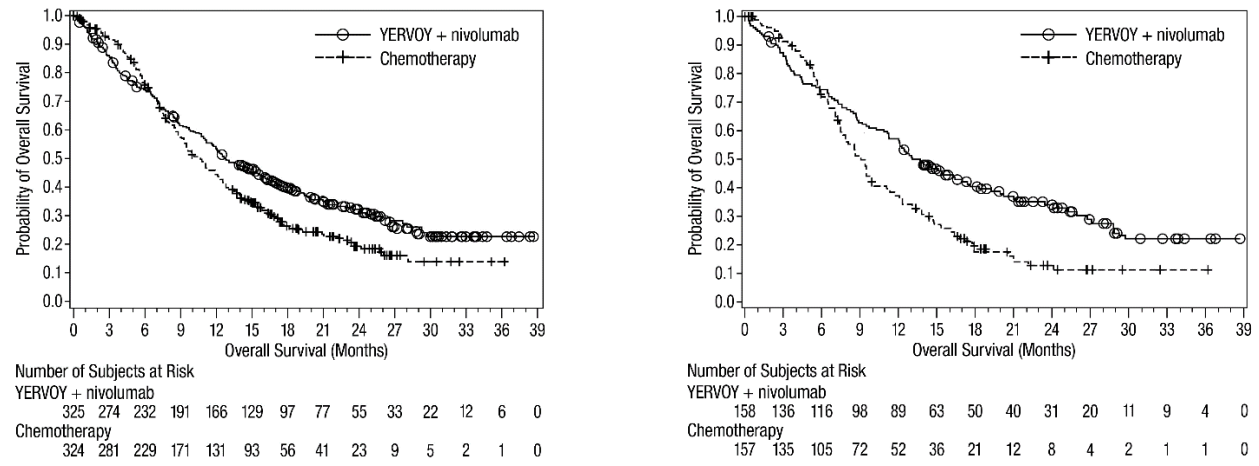 1.0
0.9
0.8
0.7
0.6
0.5
0.4
0.3
0.2
0.1
0.0
Probability of Overall Survival
YERVOY + nivolumab
Chemotherapy
0 3 6 9 12 15 18 21 24 27 30 33 36 39
Overall Survival (Months)
Number of Subjects at Risk
YERVOY + nivolumab
325 274 232 191 166 129 97 77 55 33 22 12 6 0
Chemotherapy
324 281 229 171 131 93 56 41 23 9 5 2 1 0
1.0
0.9
0.8
0.7
0.6
0.5
0.4
0.3
0.2
0.1
0.0
Probability of Overall Survival
YERVOY + nivolumab
Chemotherapy
0 3 6 9 12 15 18 21 24 27 30 33 36 39
Overall Survival (Months)
Number of Subjects at Risk
YERVOY + nivolumab
158 136 116 98 89 63 50 40 31 20 11 9 4 0
Chemotherapy
157 135 105 72 52 36 21 12 8 4 2 1 1 0